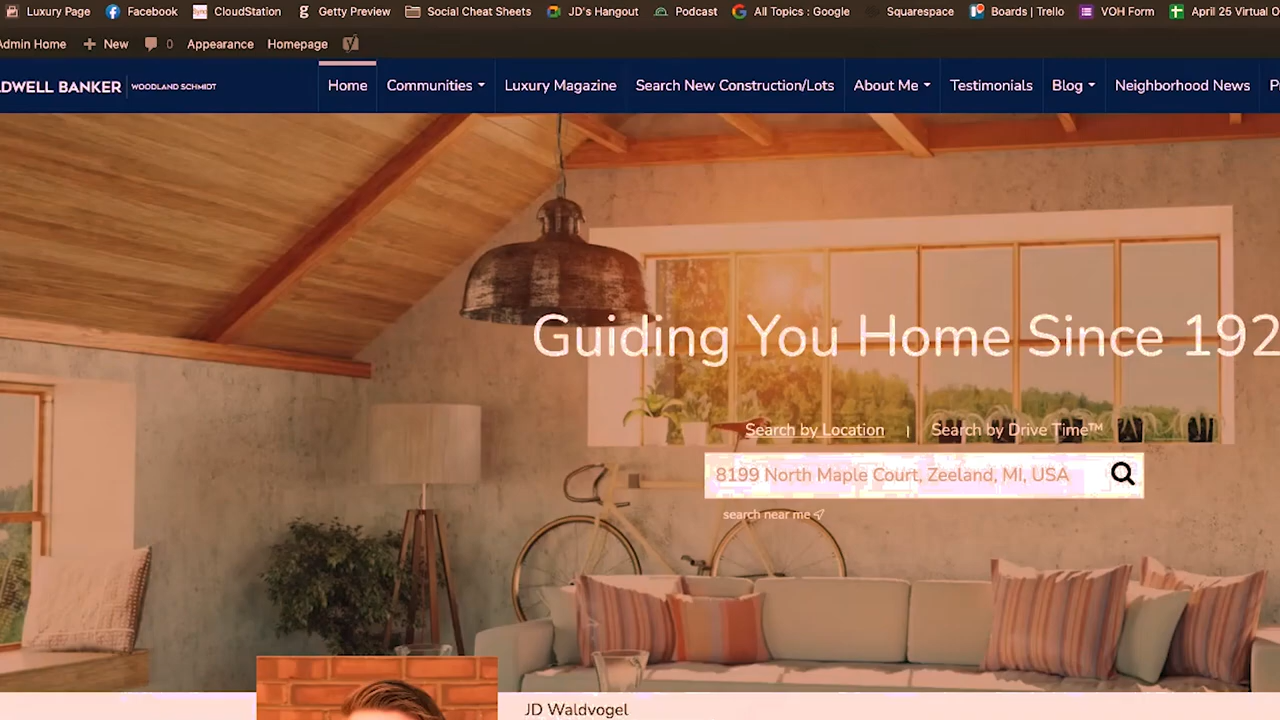 Luxury Page Facebook CloudStation Getty Preview Social Cheat Sheets JD's Hangout Podcast All Topics : Google Squarespace Boards | Trello VOH Form April 25 Virtual O
Admin Home + New 0 Appearance Homepage
DWELL BANKER WOODLAND SCHMIDT Home Communities Luxury Magazine Search New Construction/Lots About Me Testimonials Blog Neighborhood News P
Guiding You Home Since 192
Search by Location | Search by Drive Time™
8199 North Maple Court, Zeeland, MI, USA
search near me
JD Waldvogel